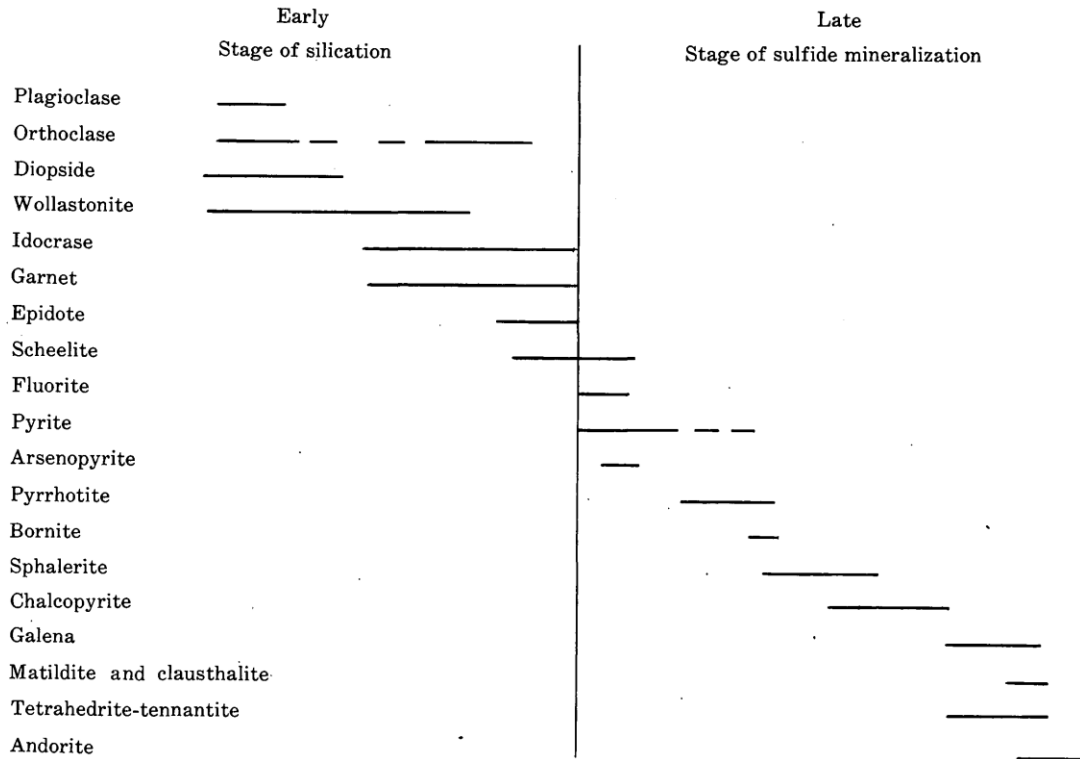 Early
Late
Stage of silication
Stage of sulfide mineralization
Plagioclase
Orthoclase
Diopside
Wollastonite
Idocrase
Garnet
Epidote
Scheelite
Fluorite
Pyrite
Arsenopyrite
Pyrrhotite
Bornite
Sphalerite
Chalcopyrite
Galena
Matildite and clausthalite
Tetrahedrite-tennantite
Andorite